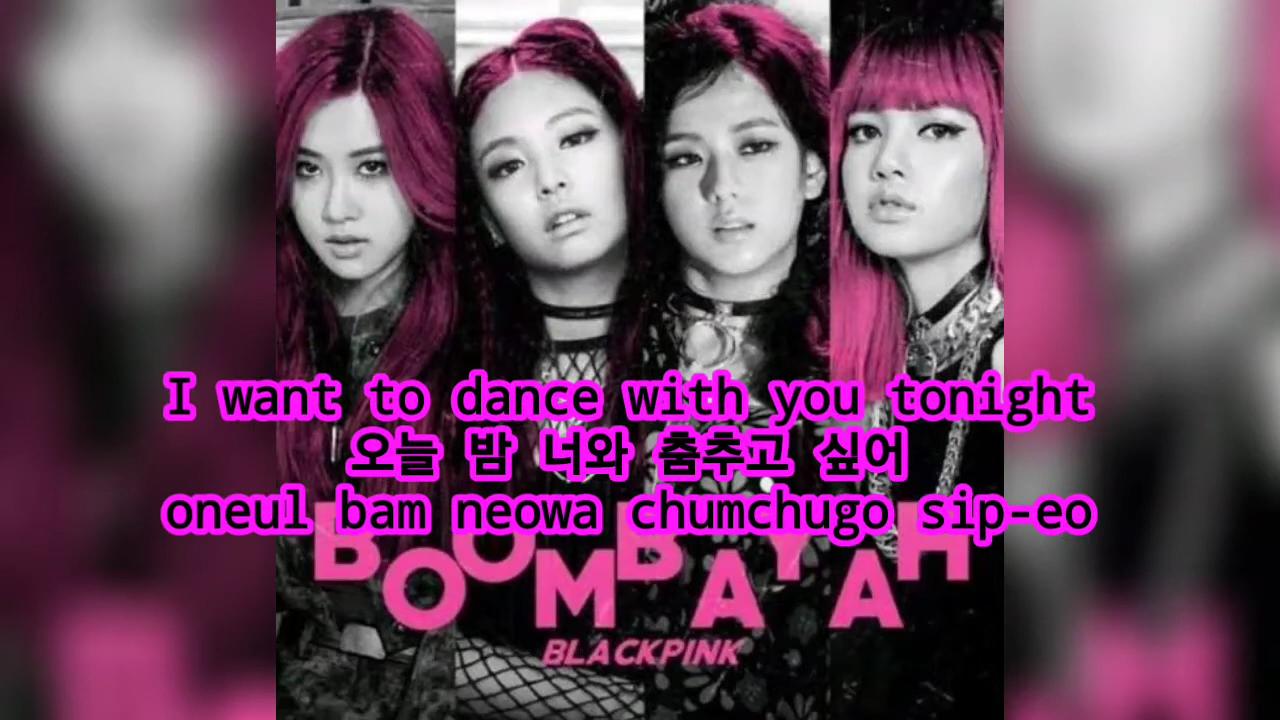 I want to dance with you tonight
오늘 밤 너와 춤추고 싶어
oneul bam neowa chumchugo sip-eo
BOOMBAYAH
BLACKPINK